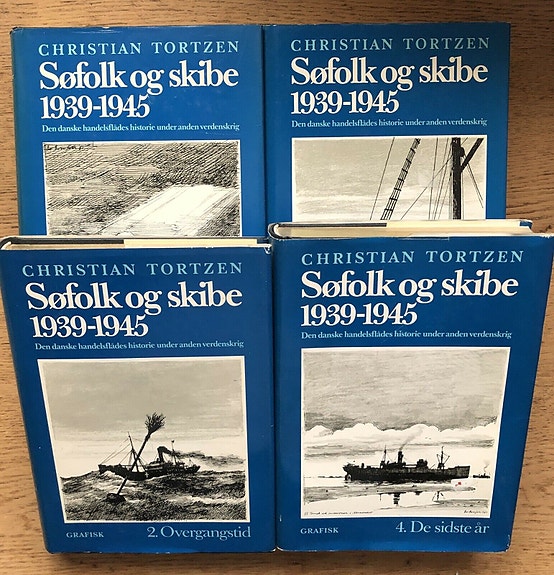 CHRISTIAN TORTZEN
Søfolk og skibe
1939-1945
Den danske handelsflådes historie under anden verdenskrig
CHRISTIAN TORTZEN
Søfolk og skibe
1939-1945
Den danske handelsflådes historie under anden verdenskrig
CHRISTIAN TORTZEN
Søfolk og skibe
1939-1945
Den danske handelsflådes historie under anden verdenskrig
GRAFISK
2. Overgangstid
CHRISTIAN TORTZEN
Søfolk og skibe
1939-1945
Den danske handelsflådes historie under anden verdenskrig
GRAFISK
4. De sidste år